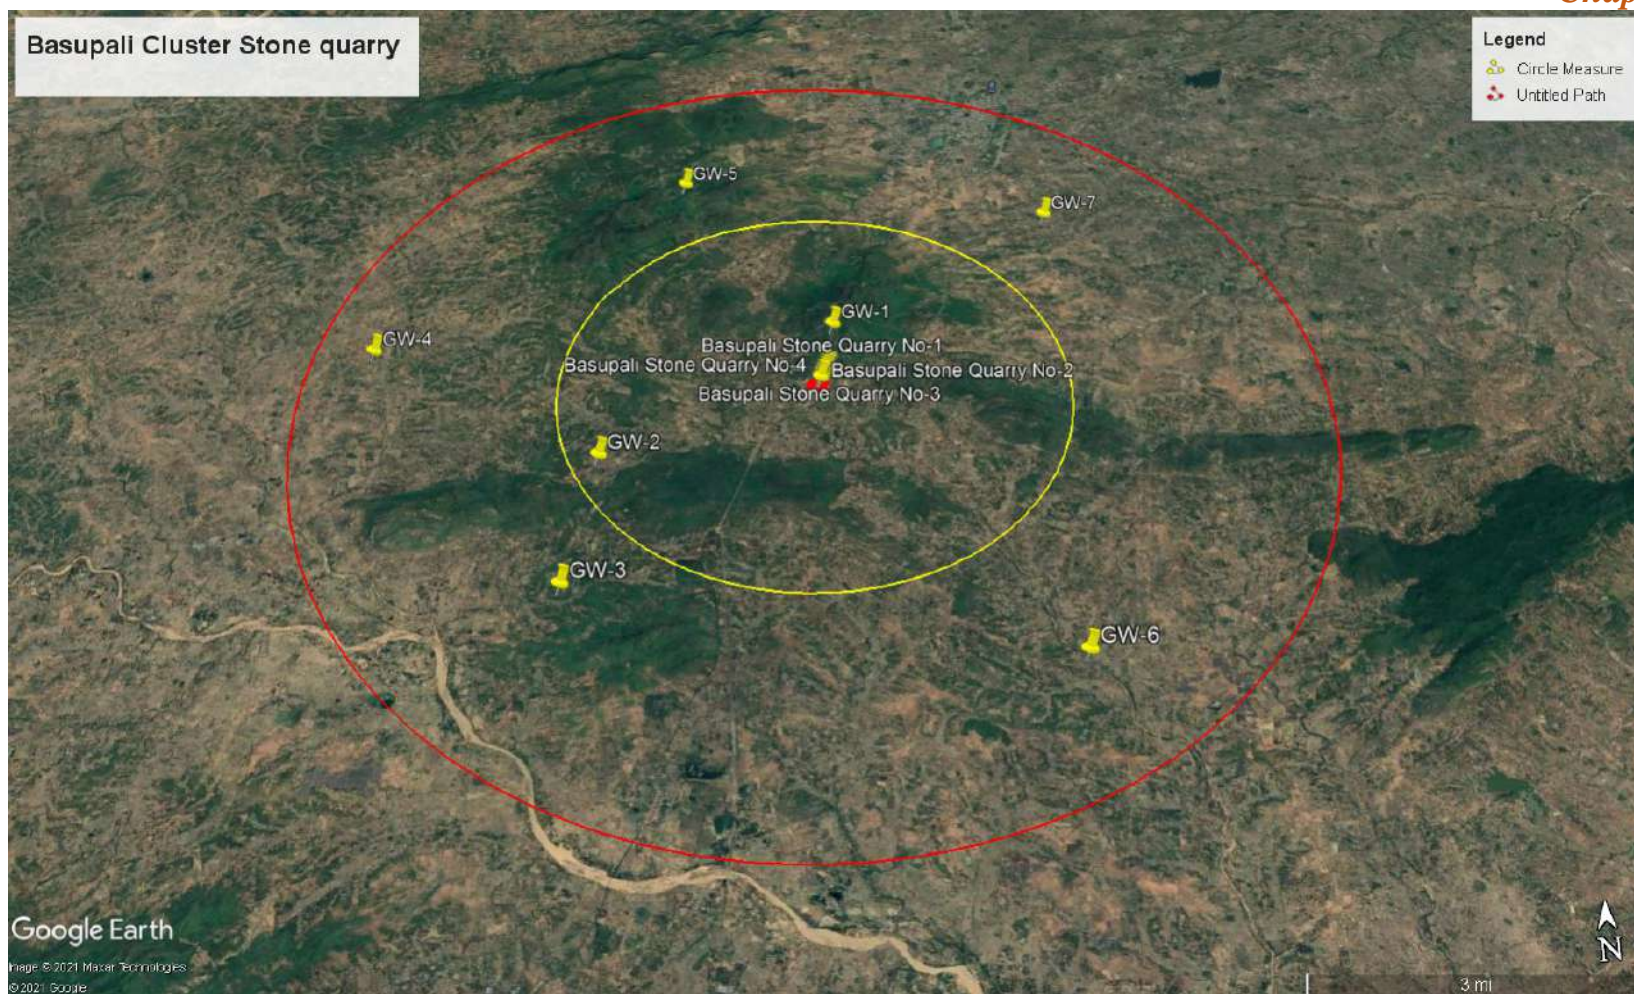 Chap
Basupali Cluster Stone quarry
Legend
Circle Measure
Untitled Path
GW-5
GW-7
GW-1
GW-4
Basupali Stone Quarry No-1
Basupali Stone Quarry No-4
Basupali Stone Quarry No-2
Basupali Stone Quarry No-3
GW-2
GW-3
GW-6
Google Earth
Image © 2021 Maxar Technologies
© 2021 Google
N
3 mi